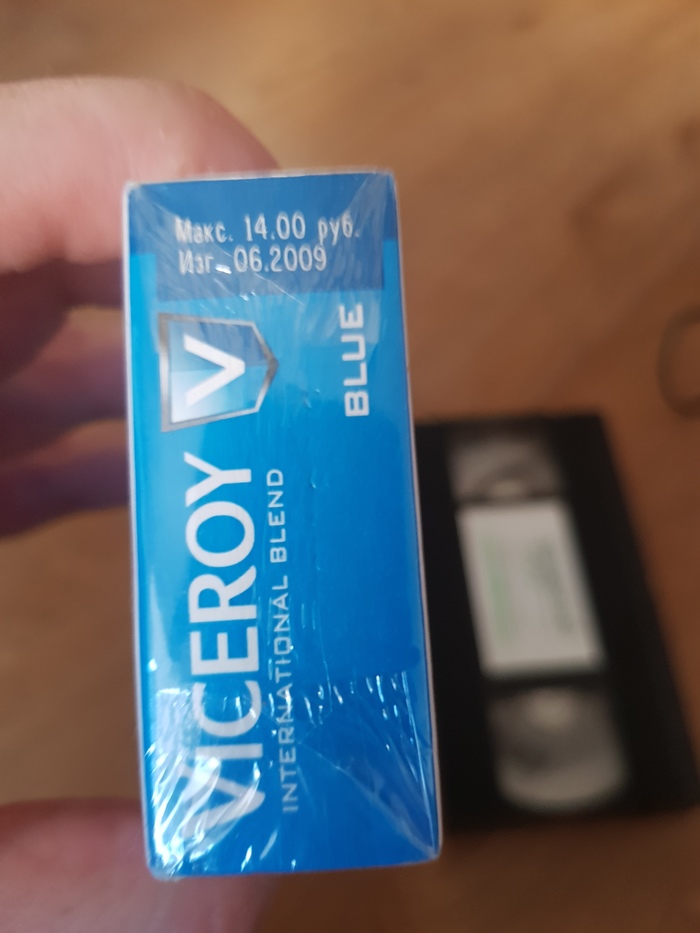 Макс. 14.00 руб.
Изг. 06.2009
V
VICEROY
INTERNATIONAL BLEND
BLUE